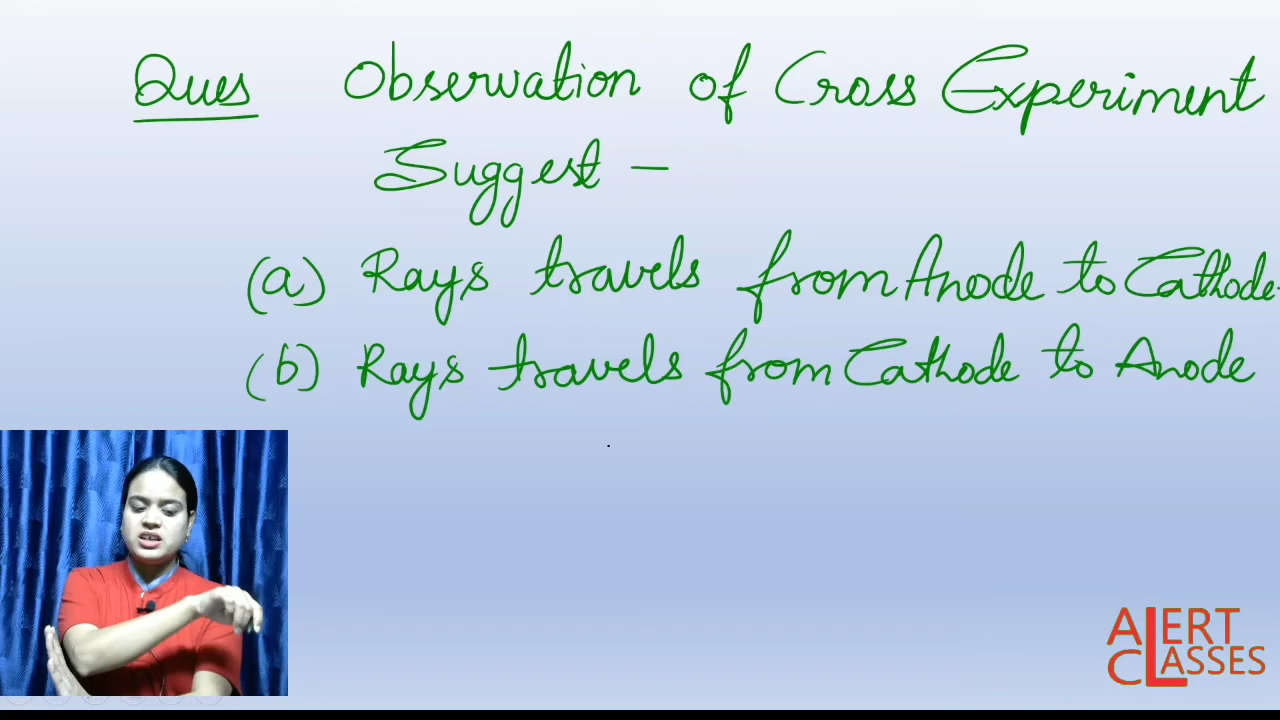 Ques Observation of Cross Experiment
Suggest -
(a) Rays travels from Anode to Cathode
(b) Rays travels from Cathode to Anode
ALERT
CLASSES